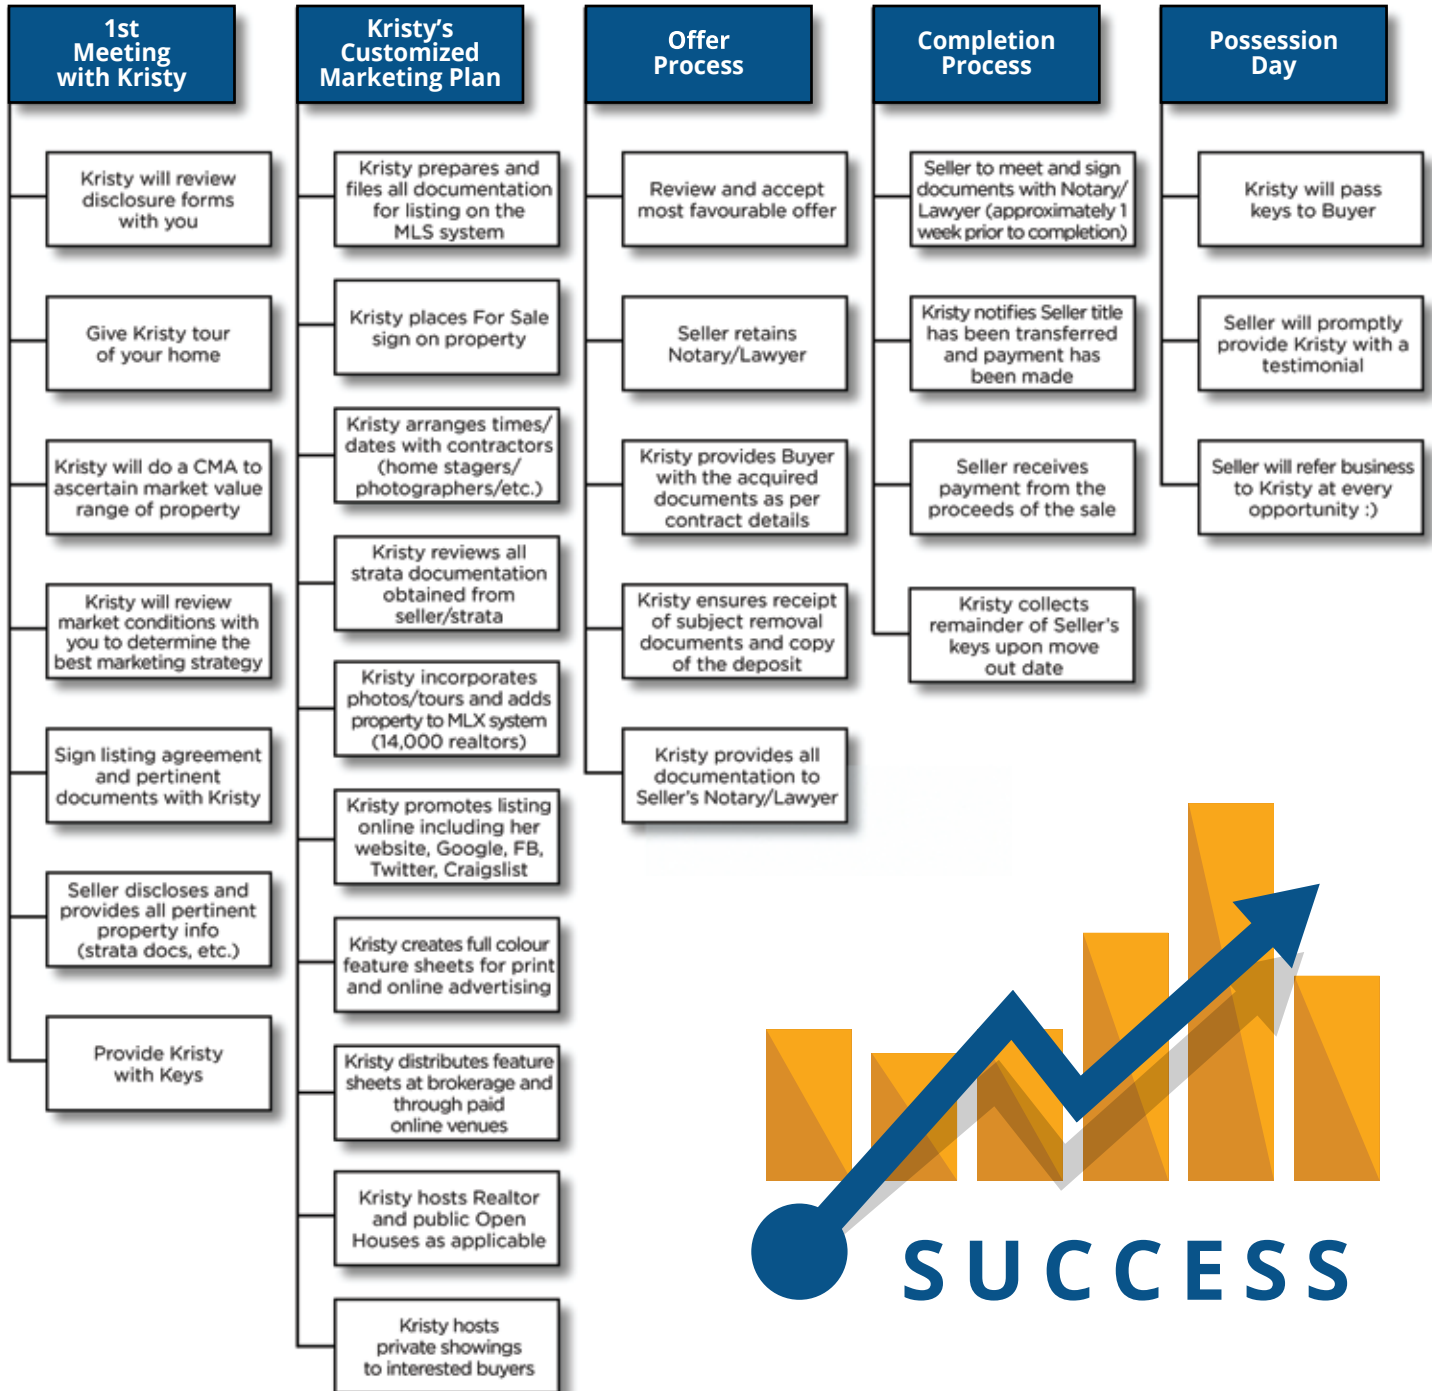 1st
Meeting
with Kristy
Kristy will review
disclosure forms
with you
Give Kristy tour
of your home
Kristy will do a CMA to
ascertain market value
range of property
Kristy will review
market conditions with
you to determine the
best marketing strategy
Sign listing agreement
and pertinent
documents with Kristy
Seller discloses and
provides all pertinent
property info
(strata docs, etc.)
Provide Kristy
with Keys
Kristy's
Customized
Marketing Plan
Kristy prepares and
files all documentation
for listing on the
MLS system
Kristy places For Sale
sign on property
Kristy arranges times/
dates with contractors
(home stagers/
photographers/etc.)
Kristy reviews all
strata documentation
obtained from
seller/strata
Kristy incorporates
photos/tours and adds
property to MLX system
(14,000 realtors)
Kristy promotes listing
online including her
website, Google, FB,
Twitter, Craigslist
Kristy creates full colour
feature sheets for print
and online advertising
Kristy distributes feature
sheets at brokerage and
through paid
online venues
Kristy hosts Realtor
and public Open
Houses as applicable
Kristy hosts
private showings
to interested buyers
Offer
Process
Review and accept
most favourable offer
Seller retains
Notary/Lawyer
Kristy provides Buyer
with the acquired
documents as per
contract details
Kristy ensures receipt
of subject removal
documents and copy
of the deposit
Kristy provides all
documentation to
Seller's Notary/Lawyer
Completion
Process
Seller to meet and sign
documents with Notary/
Lawyer (approximately 1
week prior to completion)
Kristy notifies Seller title
has been transferred
and payment has
been made
Seller receives
payment from the
proceeds of the sale
Kristy collects
remainder of Seller's
keys upon move
out date
Possession
Day
Kristy will pass
keys to Buyer
Seller will promptly
provide Kristy with a
testimonial
Seller will refer business
to Kristy at every
opportunity :)
SUCCESS